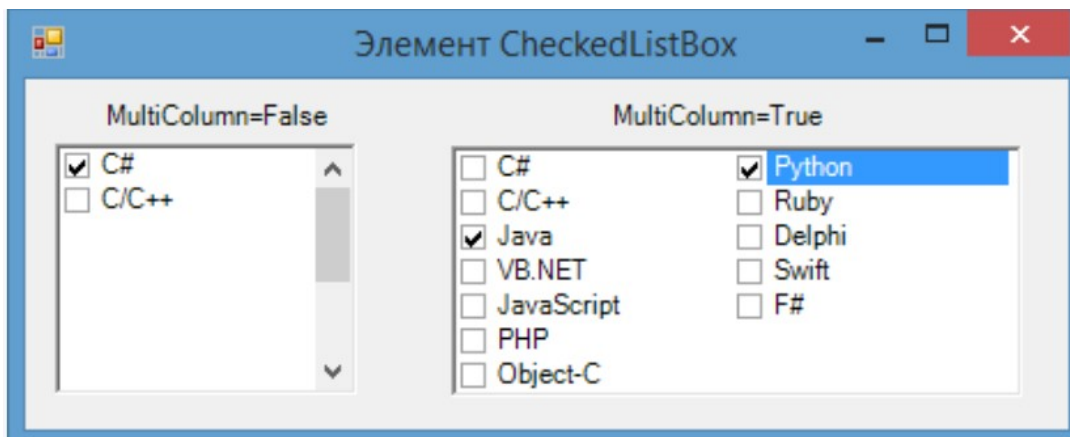 Элемент CheckedListBox
MultiColumn=False
C#
C/C++
MultiColumn=True
C#
C/C++
Java
VB.NET
JavaScript
PHP
Object-C
Python
Ruby
Delphi
Swift
F#